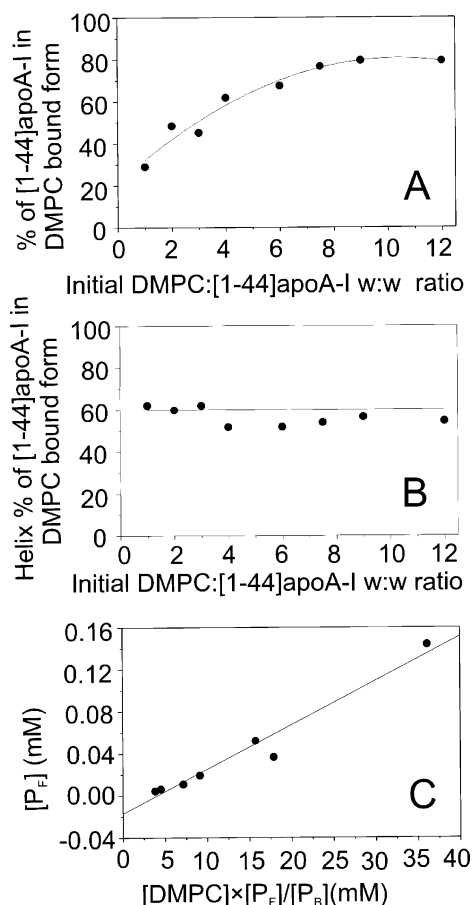 % of [1-44]apoA-I in
DMPC bound form
100
80
60
40
20
0
A
0 2 4 6 8 10 12
Initial DMPC:[1-44]apoA-I w:w ratio
Helix % of [1-44]apoA-I in
DMPC bound form
100
80
60
40
20
0
B
0 2 4 6 8 10 12
Initial DMPC:[1-44]apoA-I w:w ratio
[P_F] (mM)
0.16
0.12
0.08
0.04
0.00
-0.04
C
0 5 10 15 20 25 30 35 40
[DMPC]×[P_F]/[P_B](mM)